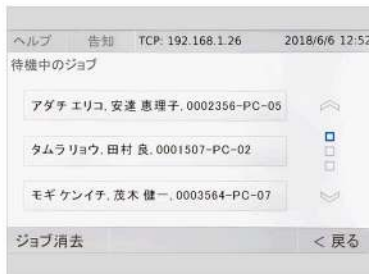 ヘルプ 告知 TCP: 192.168.1.26 2018/6/6 12:52
待機中のジョブ
アダチ エリコ, 安達 恵理子, 0002356-PC-05
タムラ リョウ, 田村 良, 0001507-PC-02
モギ ケンイチ, 茂木 健一, 0003564-PC-07
ジョブ消去 < 戻る